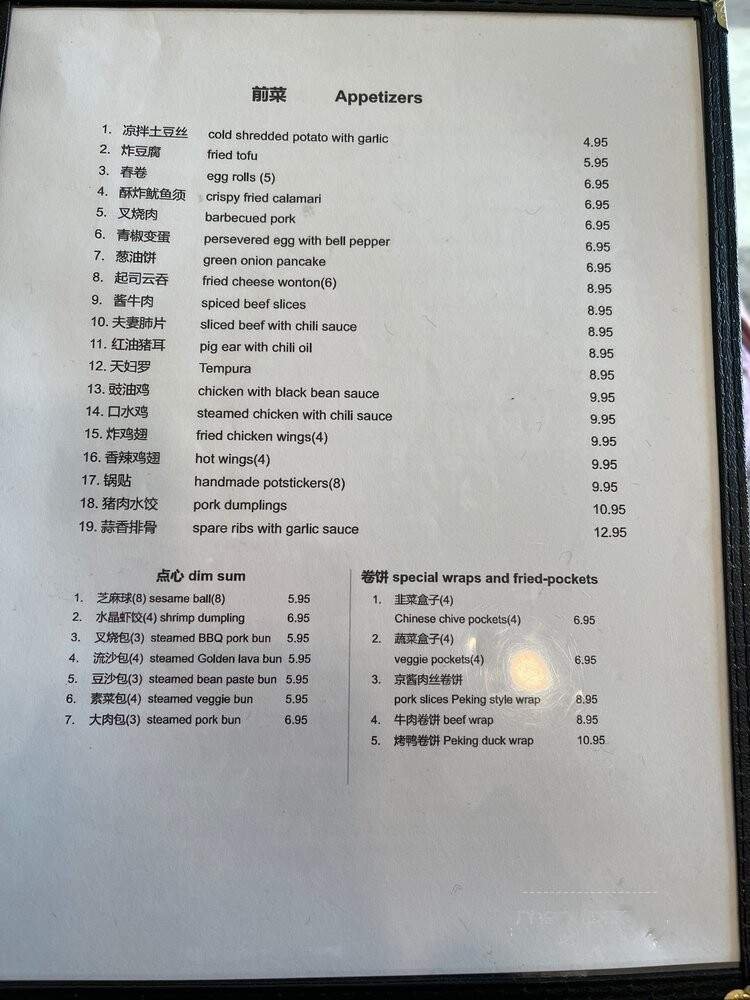 前菜 Appetizers
1. 凉拌土豆丝 cold shredded potato with garlic 4.95
2. 炸豆腐 fried tofu 5.95
3. 春卷 egg rolls (5) 6.95
4. 酥炸鱿鱼须 crispy fried calamari 6.95
5. 叉烧肉 barbecued pork 6.95
6. 青椒变蛋 persevered egg with bell pepper 6.95
7. 葱油饼 green onion pancake 6.95
8. 起司云吞 fried cheese wonton(6) 8.95
9. 酱牛肉 spiced beef slices 8.95
10. 夫妻肺片 sliced beef with chili sauce 8.95
11. 红油猪耳 pig ear with chili oil 8.95
12. 天妇罗 Tempura 8.95
13. 豉油鸡 chicken with black bean sauce 9.95
14. 口水鸡 steamed chicken with chili sauce 9.95
15. 炸鸡翅 fried chicken wings(4) 9.95
16. 香辣鸡翅 hot wings(4) 9.95
17. 锅贴 handmade potstickers(8) 9.95
18. 猪肉水饺 pork dumplings 10.95
19. 蒜香排骨 spare ribs with garlic sauce 12.95
点心 dim sum
1. 芝麻球(8) sesame ball(8) 5.95
2. 水晶虾饺(4) shrimp dumpling 6.95
3. 叉烧包(3) steamed BBQ pork bun 5.95
4. 流沙包(4) steamed Golden lava bun 5.95
5. 豆沙包(3) steamed bean paste bun 5.95
6. 素菜包(4) steamed veggie bun 5.95
7. 大肉包(3) steamed pork bun 6.95
卷饼 special wraps and fried-pockets
1. 韭菜盒子(4)
Chinese chive pockets(4) 6.95
2. 蔬菜盒子(4)
veggie pockets(4) 6.95
3. 京酱肉丝卷饼
pork slices Peking style wrap 8.95
4. 牛肉卷饼 beef wrap 8.95
5. 烤鸭卷饼 Peking duck wrap 10.95